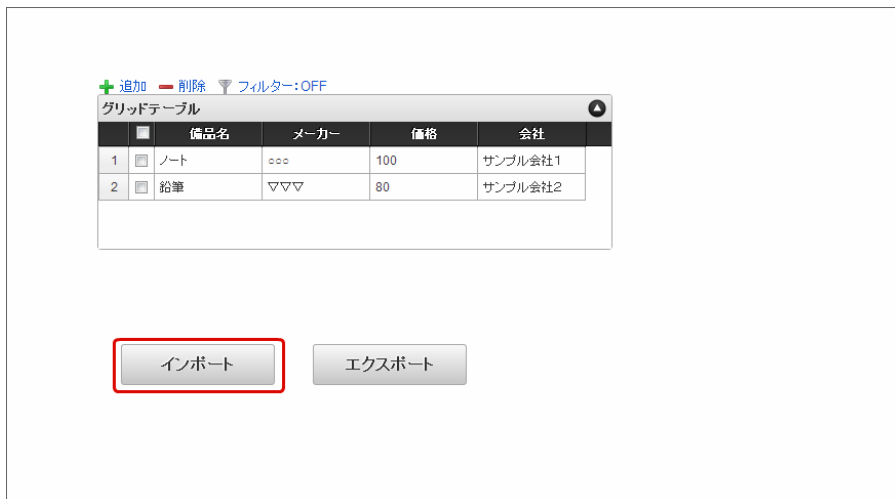 追加 削除 フィルター:OFF
グリッドテーブル
備品名 メーカー 価格 会社
1 ノート ○○○ 100 サンプル会社1
2 鉛筆 ▽▽▽ 80 サンプル会社2
インポート エクスポート